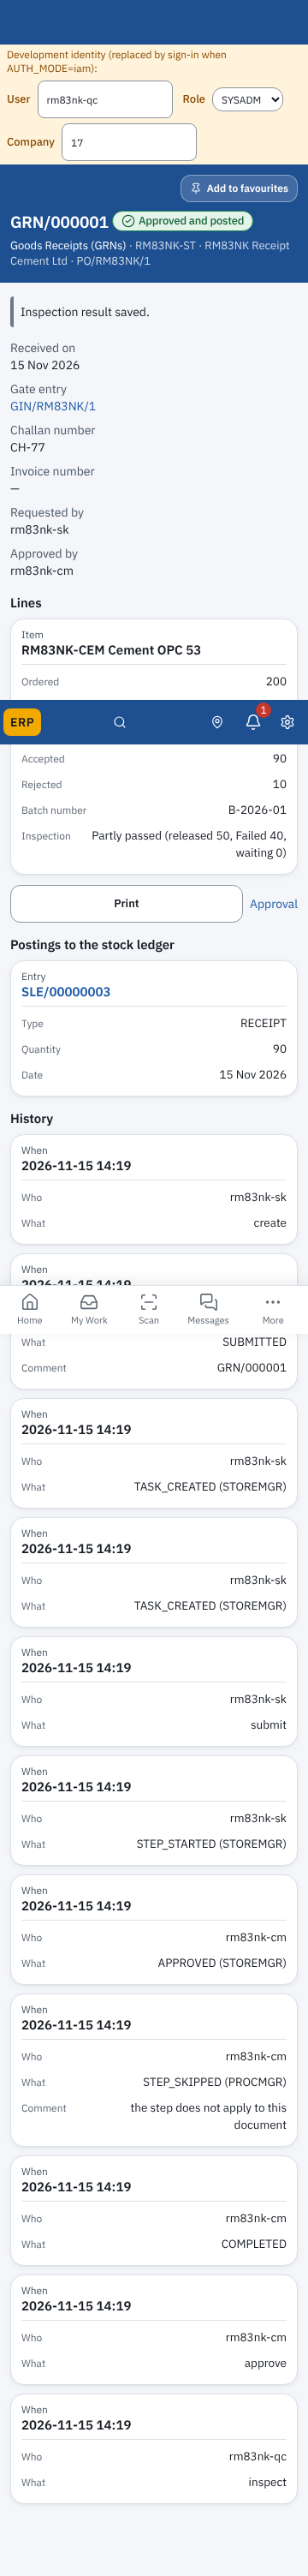 Development identity (replaced by sign-in when
AUTH_MODE=iam):
User rm83nk-qc Role SYSADM
Company 17
Add to favourites
GRN/000001 Approved and posted
Goods Receipts (GRNs) · RM83NK-ST · RM83NK Receipt
Cement Ltd · PO/RM83NK/1
Inspection result saved.
Received on
15 Nov 2026
Gate entry
GIN/RM83NK/1
Challan number
CH-77
Invoice number
—
Requested by
rm83nk-sk
Approved by
rm83nk-cm
Lines
Item
RM83NK-CEM Cement OPC 53
Ordered 200
ERP 1
Accepted 90
Rejected 10
Batch number B-2026-01
Inspection Partly passed (released 50, Failed 40,
waiting 0)
Print Approval
Postings to the stock ledger
Entry
SLE/00000003
Type RECEIPT
Quantity 90
Date 15 Nov 2026
History
When
2026-11-15 14:19
Who rm83nk-sk
What create
When
2026-11-15 14:19
Home My Work Scan Messages More
What SUBMITTED
Comment GRN/000001
When
2026-11-15 14:19
Who rm83nk-sk
What TASK_CREATED (STOREMGR)
When
2026-11-15 14:19
Who rm83nk-sk
What TASK_CREATED (STOREMGR)
When
2026-11-15 14:19
Who rm83nk-sk
What submit
When
2026-11-15 14:19
Who rm83nk-sk
What STEP_STARTED (STOREMGR)
When
2026-11-15 14:19
Who rm83nk-cm
What APPROVED (STOREMGR)
When
2026-11-15 14:19
Who rm83nk-cm
What STEP_SKIPPED (PROCMGR)
Comment the step does not apply to this
document
When
2026-11-15 14:19
Who rm83nk-cm
What COMPLETED
When
2026-11-15 14:19
Who rm83nk-cm
What approve
When
2026-11-15 14:19
Who rm83nk-qc
What inspect